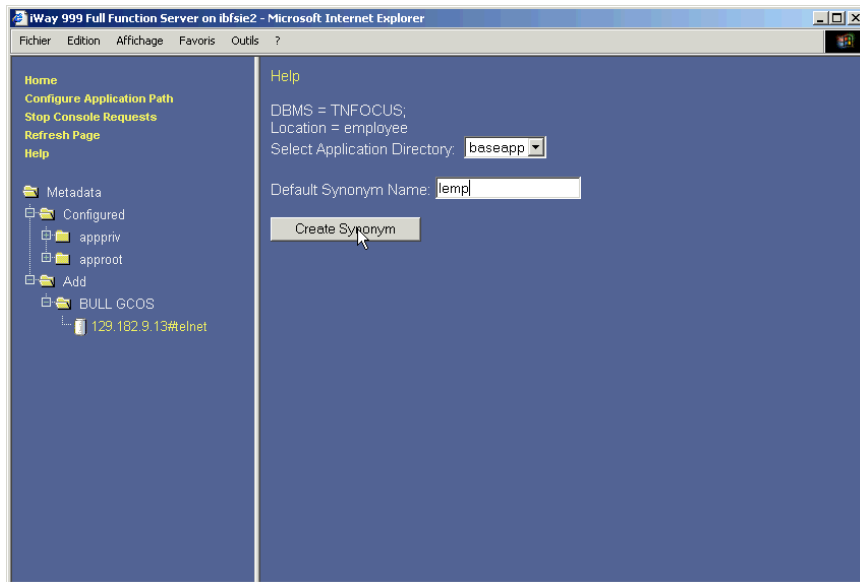 iWay 999 Full Function Server on ibfsie2 - Microsoft Internet Explorer
Fichier Edition Affichage Favoris Outils ?
Home
Configure Application Path
Stop Console Requests
Refresh Page
Help
Metadata
Configured
apppriv
approot
Add
BULL GCOS
129.182.9.13#telnet
Help
DBMS = TNFOCUS;
Location = employee
Select Application Directory: baseapp
Default Synonym Name: lemp
Create Synonym